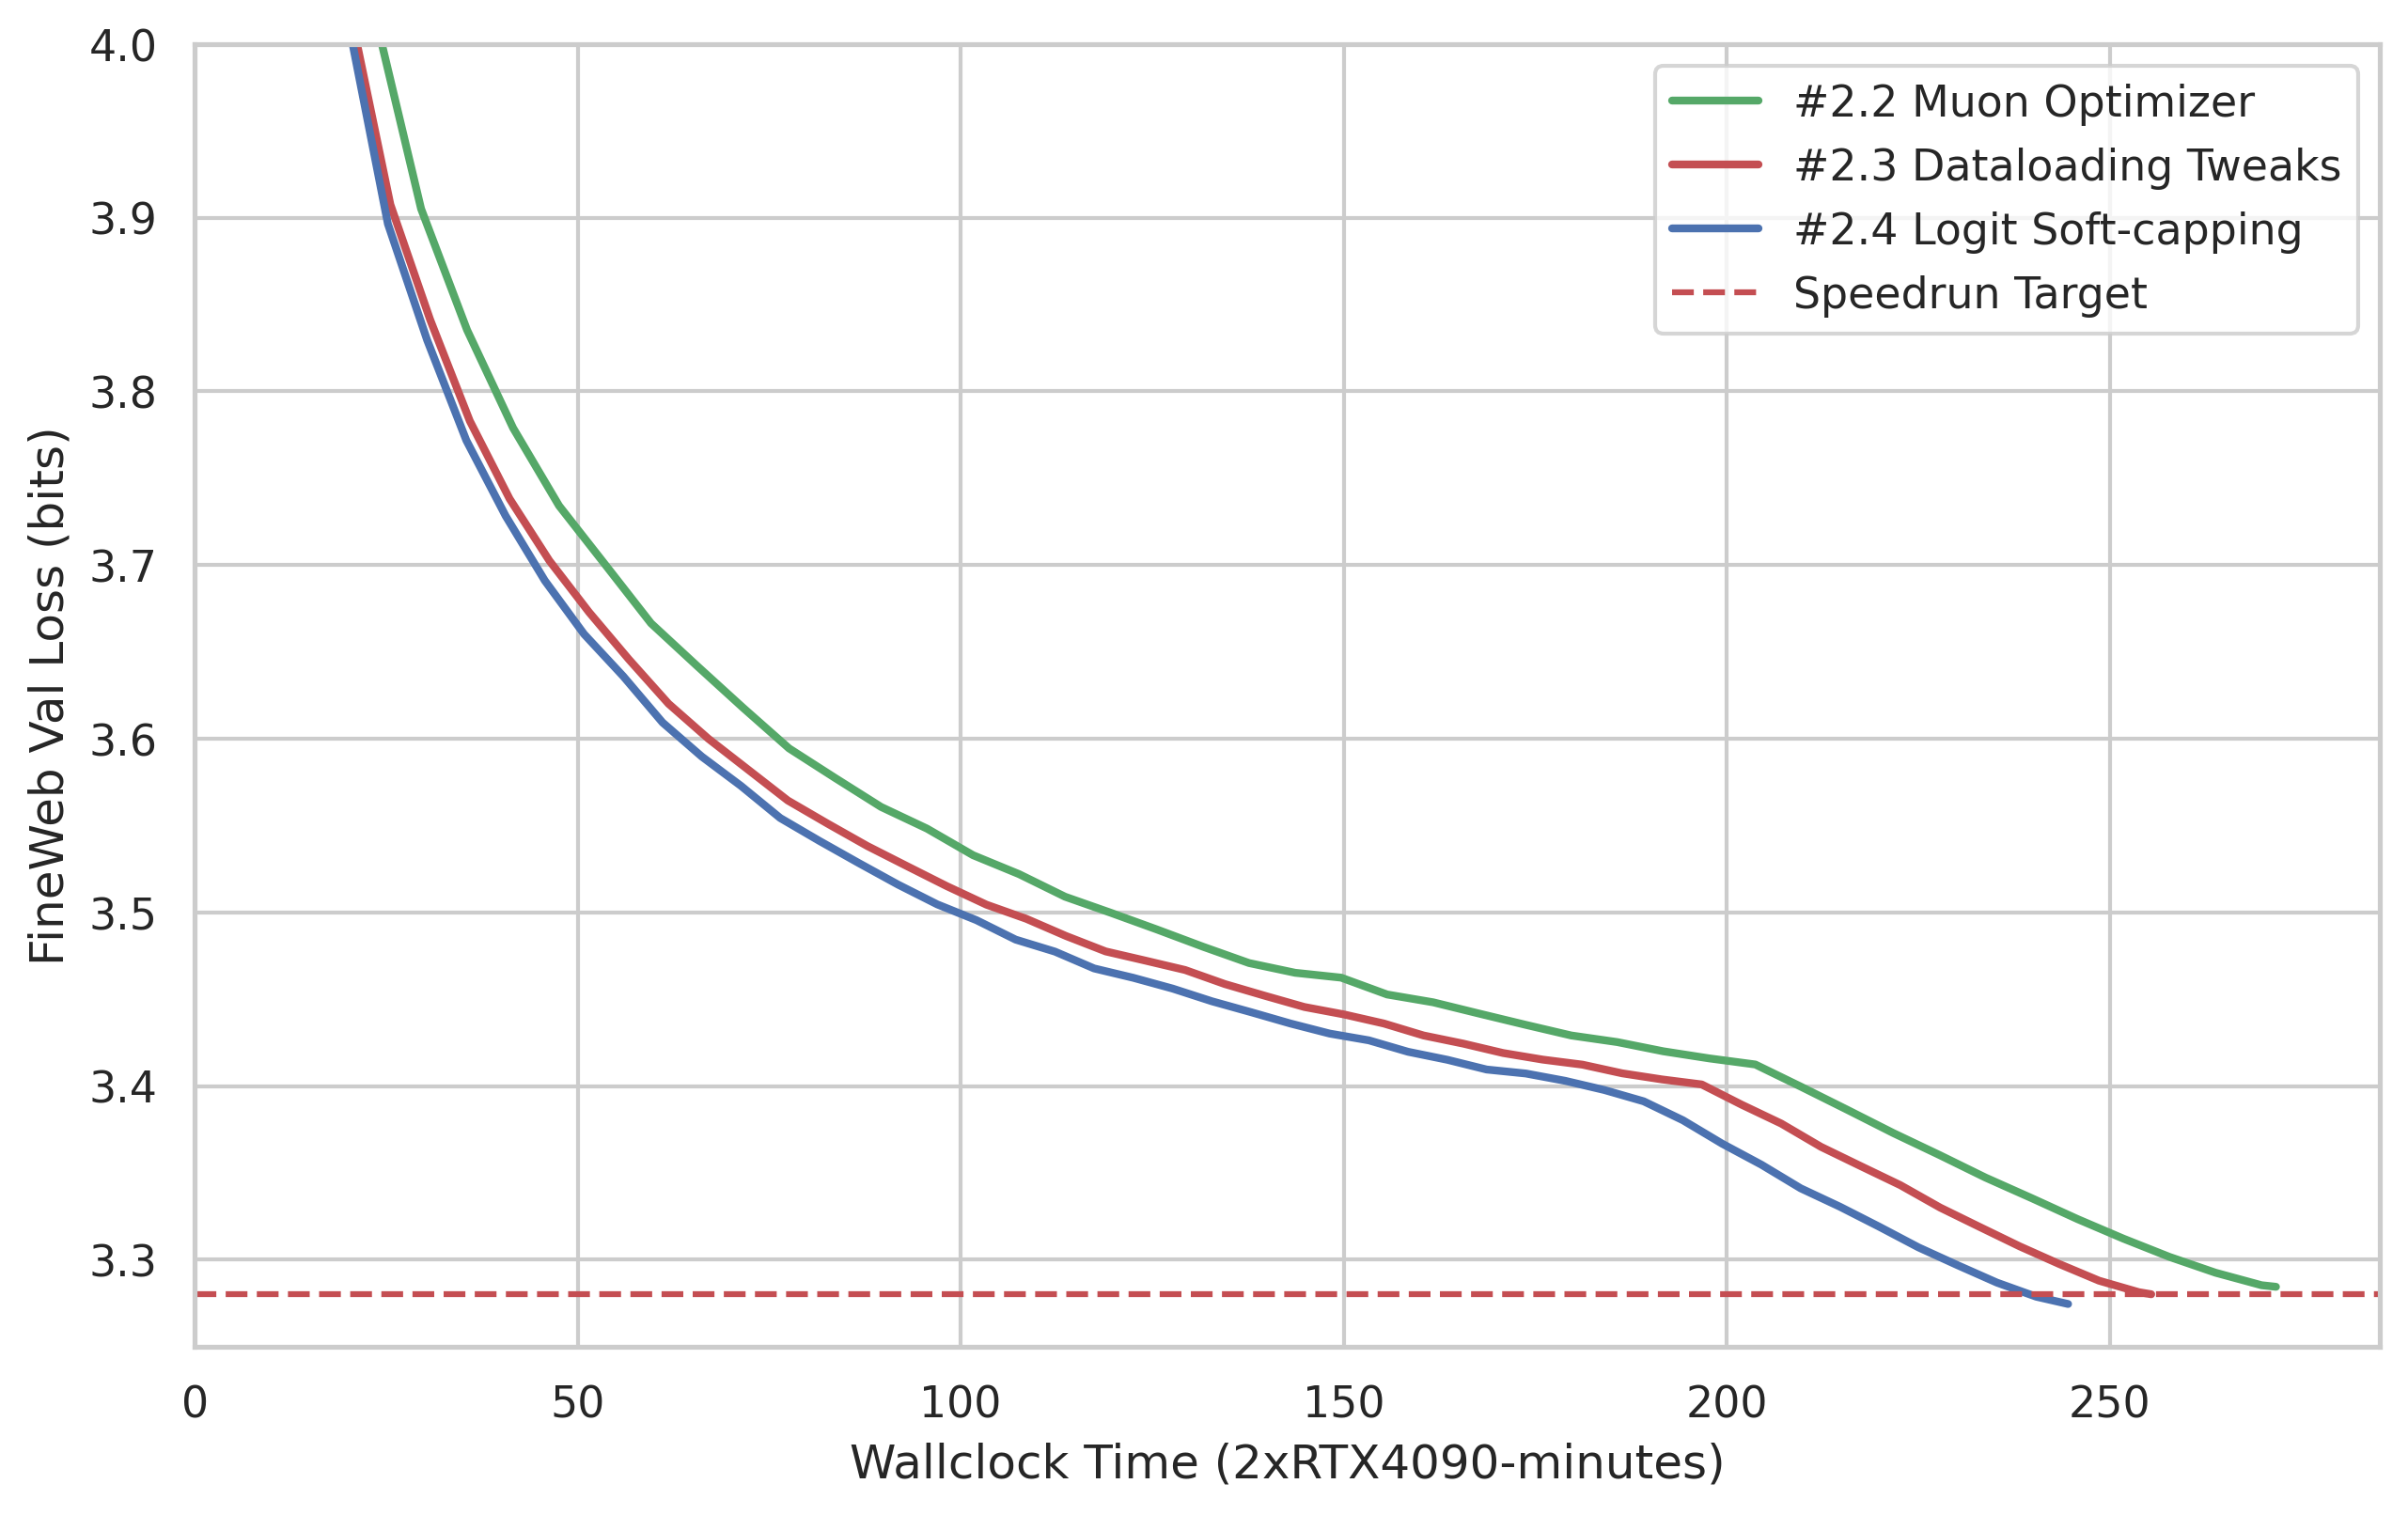 4.0
3.9
3.8
3.7
3.6
3.5
3.4
3.3
FineWeb Val Loss (bits)
#2.2 Muon Optimizer
#2.3 Dataloading Tweaks
#2.4 Logit Soft-capping
Speedrun Target
0 50 100 150 200 250
Wallclock Time (2xRTX4090-minutes)